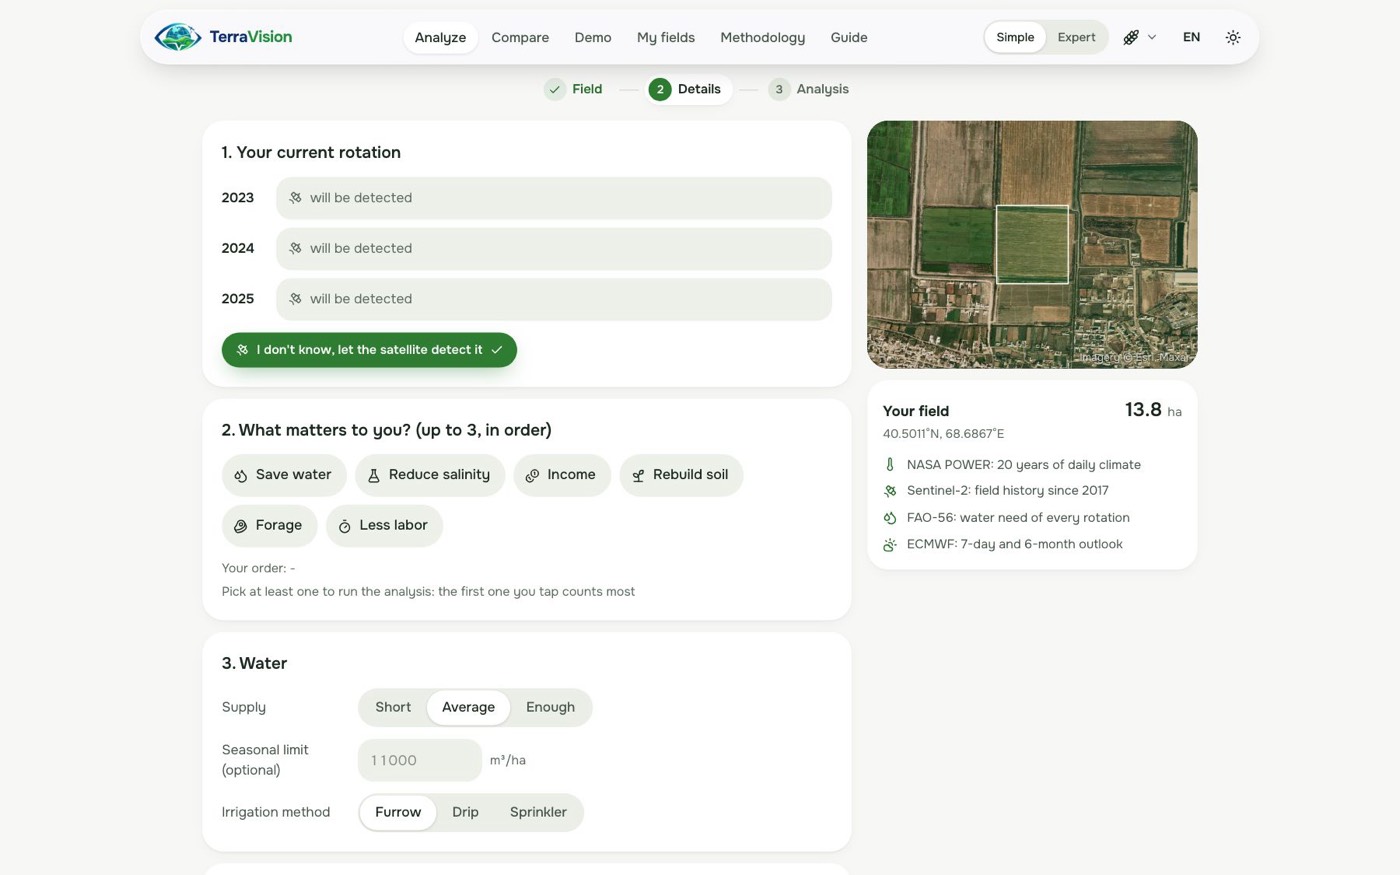 TerraVision
Analyze
Compare
Demo
My fields
Methodology
Guide
Simple
Expert
EN
Field
2 Details
3 Analysis
1. Your current rotation
2023 will be detected
2024 will be detected
2025 will be detected
I don't know, let the satellite detect it
2. What matters to you? (up to 3, in order)
Save water
Reduce salinity
Income
Rebuild soil
Forage
Less labor
Your order: -
Pick at least one to run the analysis: the first one you tap counts most
3. Water
Supply
Short
Average
Enough
Seasonal limit
(optional)
11000
m³/ha
Irrigation method
Furrow
Drip
Sprinkler
Imagery © Esri, Maxar
Your field
13.8 ha
40.5011°N, 68.6867°E
NASA POWER: 20 years of daily climate
Sentinel-2: field history since 2017
FAO-56: water need of every rotation
ECMWF: 7-day and 6-month outlook